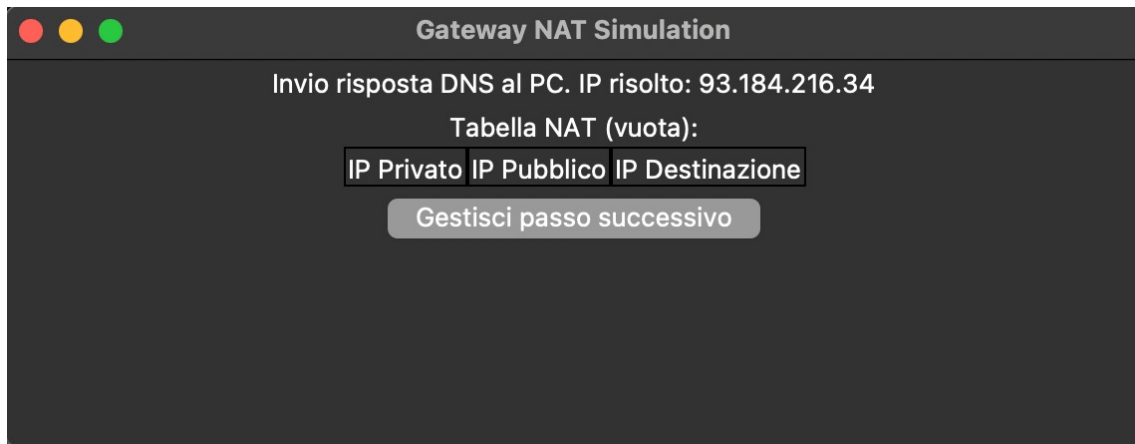 Gateway NAT Simulation
Invio risposta DNS al PC. IP risolto: 93.184.216.34
Tabella NAT (vuota):
IP Privato IP Pubblico IP Destinazione
Gestisci passo successivo